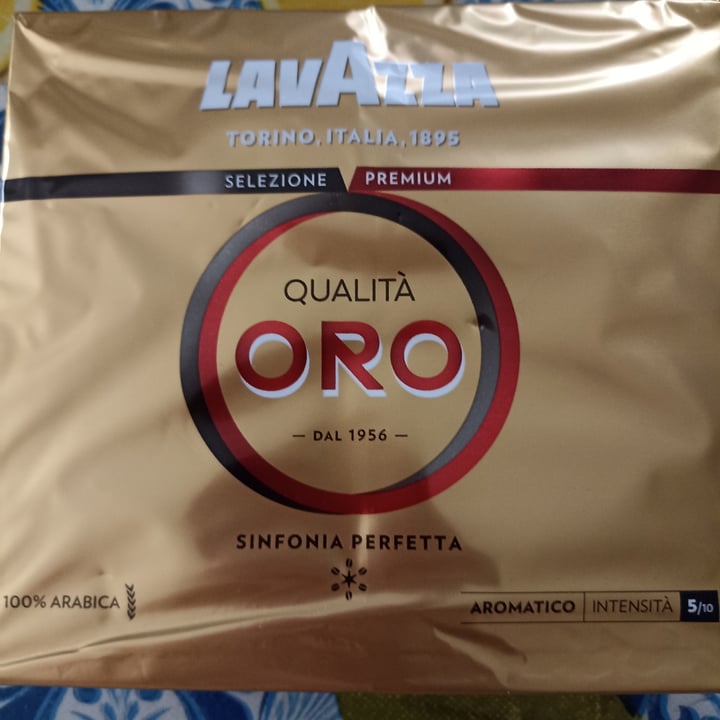 LAVAZZA
TORINO, ITALIA, 1895
SELEZIONE PREMIUM
QUALITÀ
ORO
— DAL 1956 —
SINFONIA PERFETTA
100% ARABICA
AROMATICO INTENSITÀ 5/10